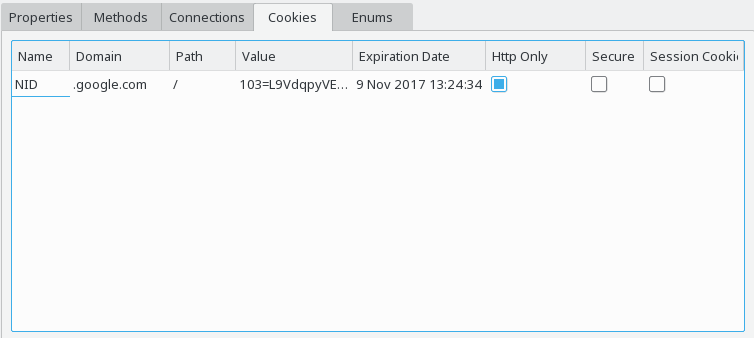 Properties Methods Connections Cookies Enums
Name Domain Path Value Expiration Date Http Only Secure Session Cooki
NID .google.com / 103=L9VdqpyVE... 9 Nov 2017 13:24:34